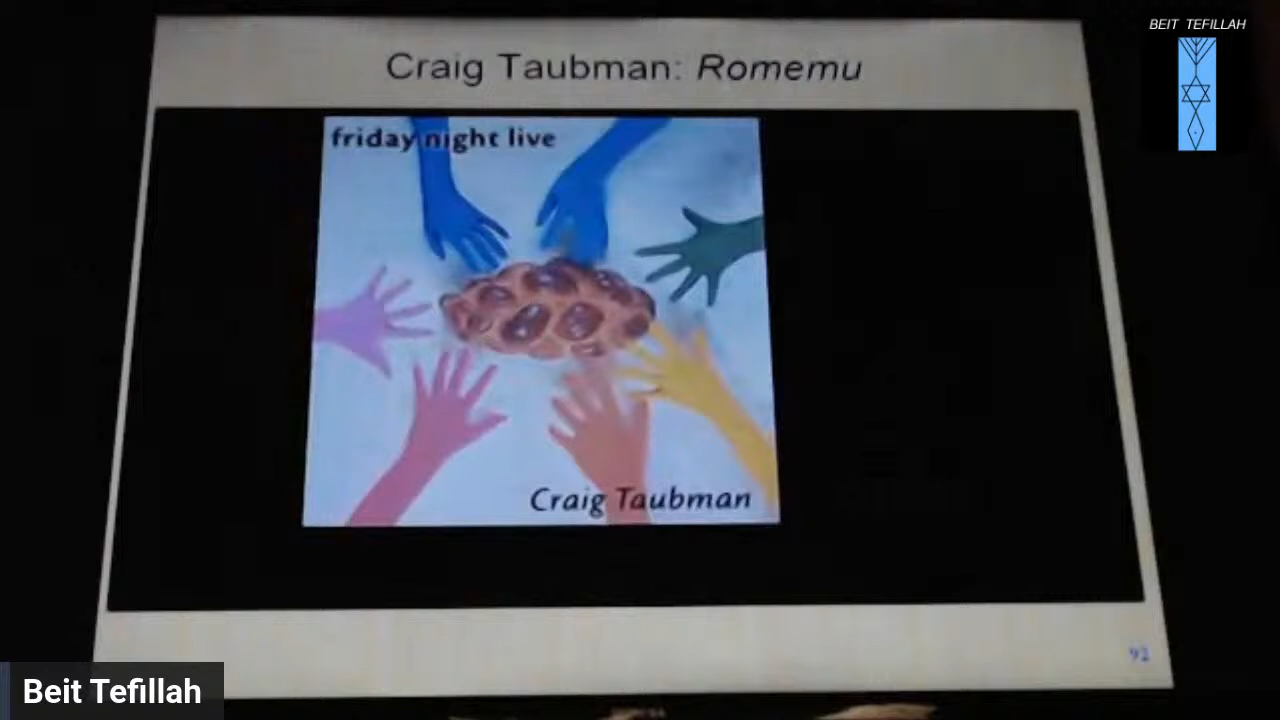 BEIT TEFILLAH
Craig Taubman: Romemu
friday night live
Craig Taubman
92
Beit Tefillah